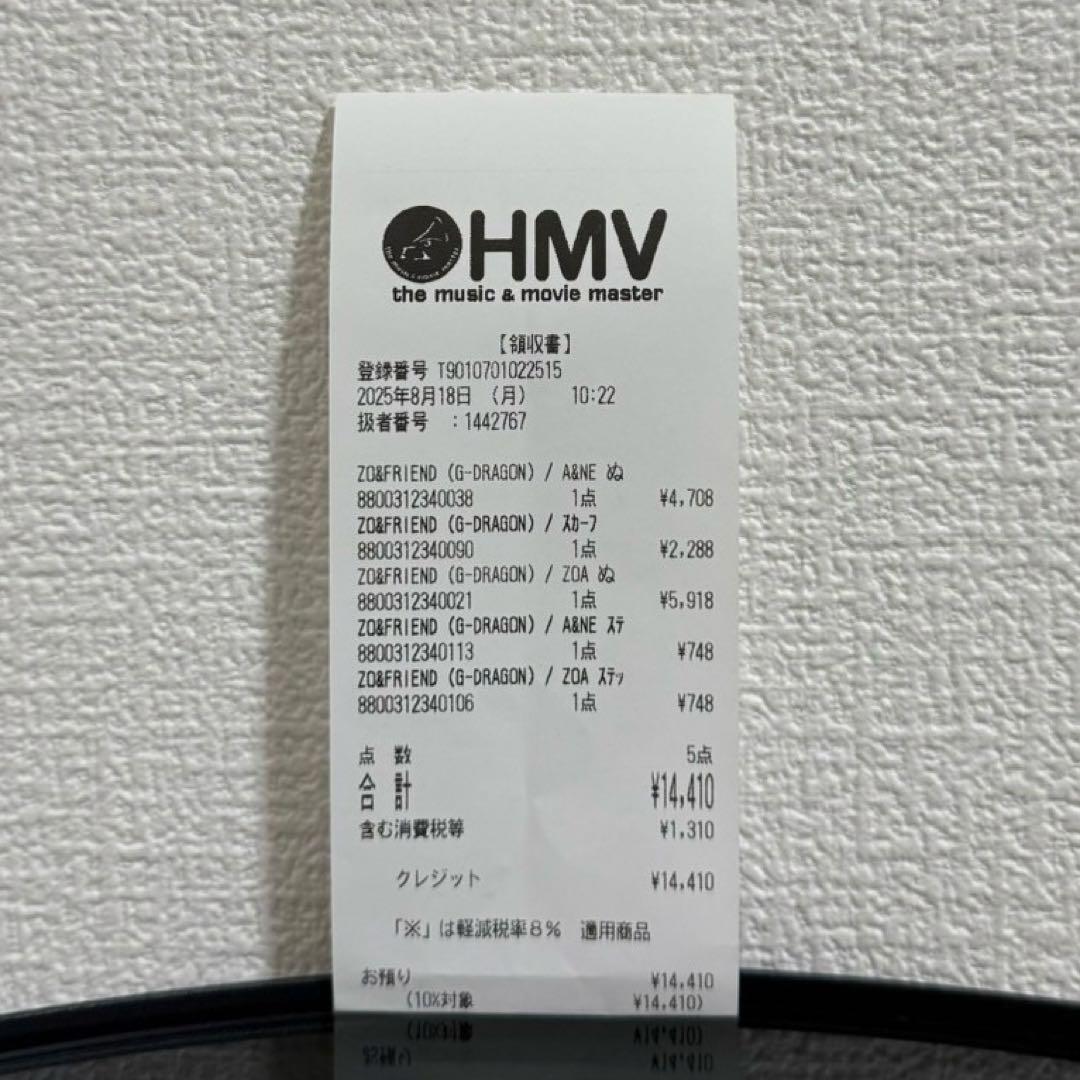 HMV
the music & movie master
【領収書】
登録番号 T9010701022515
2025年8月18日 (月) 10:22
扱者番号 :1442767
ZO&FRIEND (G-DRAGON) / A&NE ぬ
8800312340038 1点 ¥4,708
ZO&FRIEND (G-DRAGON) / ｽｶｰﾌ
8800312340090 1点 ¥2,288
ZO&FRIEND (G-DRAGON) / ZOA ぬ
8800312340021 1点 ¥5,918
ZO&FRIEND (G-DRAGON) / A&NE ｽﾃ
8800312340113 1点 ¥748
ZO&FRIEND (G-DRAGON) / ZOA ｽﾃｯ
8800312340106 1点 ¥748
点 数 5点
合 計 ¥14,410
含む消費税等 ¥1,310
クレジット ¥14,410
「※」は軽減税率８％ 適用商品
お預り ¥14,410
(10%対象 ¥14,410)